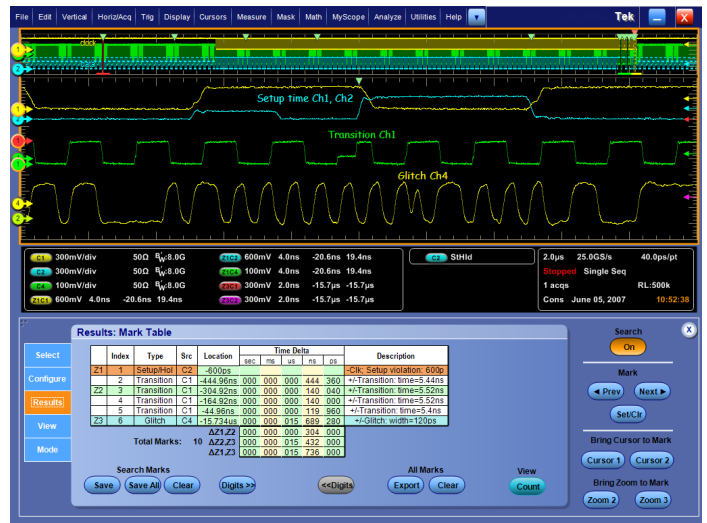 File Edit Vertical Horiz/Acq Trig Display Cursors Measure Mask Math MyScope Analyze Utilities Help Tek X
clock
Setup time Ch1, Ch2
Transition Ch1
Glitch Ch4
C1 300mV/div 50Ω BW:8.0G Z1C2 600mV 4.0ns -20.6ns 19.4ns C2 StHld 2.0µs 25.0GS/s 40.0ps/pt
C2 300mV/div 50Ω BW:8.0G Z1C4 100mV 4.0ns -20.6ns 19.4ns Stopped Single Seq
C4 100mV/div 50Ω BW:8.0G Z3C1 300mV 2.0ns -15.7µs -15.7µs 1 acqs RL:500k
Z1C1 600mV 4.0ns -20.6ns 19.4ns 300mV 2.0ns -15.7µs -15.7µs Cons June 05, 2007 10:52:38
Results: Mark Table
Select
Configure
Results
View
Mode
Time Delta
Index Type Src Location sec ms us ns ps Description
Z1 1 Setup/Hol C2 -600ps -Clk; Setup violation: 600p
2 Transition C1 -444.96ns 000 000 000 444 360 +/-Transition: time=5.44ns
Z2 3 Transition C1 -304.92ns 000 000 000 140 040 +/-Transition: time=5.52ns
4 Transition C1 -164.92ns 000 000 000 140 000 +/-Transition: time=5.52ns
5 Transition C1 -44.96ns 000 000 000 119 960 +/-Transition: time=5.4ns
Z3 6 Glitch C4 -15.734us 000 000 015 689 280 +/-Glitch: width=120ps
ΔZ1,Z2 000 000 000 304 000
Total Marks: 10 ΔZ2,Z3 000 000 015 432 000
ΔZ1,Z3 000 000 015 736 000
Search Marks
Save Save All Clear Digits >> <<Digits
All Marks
Export Clear
View
Count
Search
On
X
Mark
Prev Next
Set/Clr
Bring Cursor to Mark
Cursor 1 Cursor 2
Bring Zoom to Mark
Zoom 2 Zoom 3